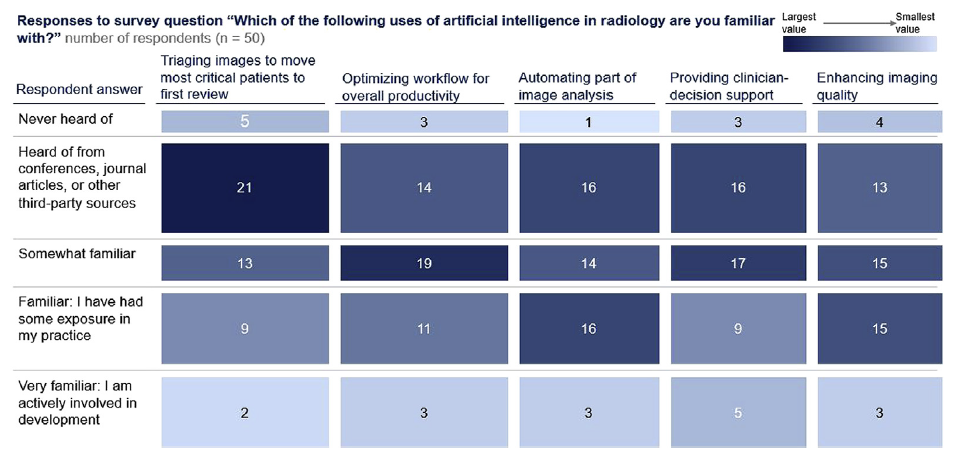 Responses to survey question “Which of the following uses of artificial intelligence in radiology are you familiar
with?” number of respondents (n = 50)
Largest
value
Smallest
value
Respondent answer
Triaging images to move
most critical patients to
first review
Optimizing workflow for
overall productivity
Automating part of
image analysis
Providing clinician-
decision support
Enhancing imaging
quality
Never heard of
5
3
1
3
4
Heard of from
conferences, journal
articles, or other
third-party sources
21
14
16
16
13
Somewhat familiar
13
19
14
17
15
Familiar: I have had
some exposure in
my practice
9
11
16
9
15
Very familiar: I am
actively involved in
development
2
3
3
5
3